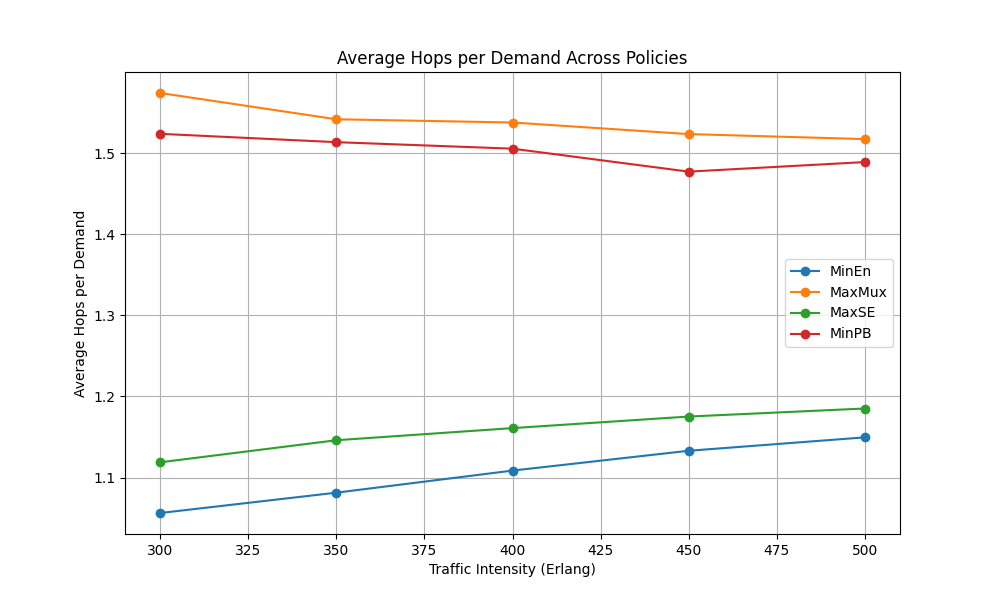 Average Hops per Demand Across Policies
Average Hops per Demand
1.5
1.4
1.3
1.2
1.1
MinEn
MaxMux
MaxSE
MinPB
300 325 350 375 400 425 450 475 500
Traffic Intensity (Erlang)